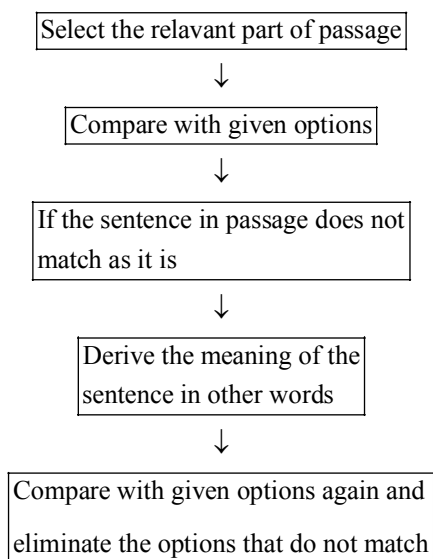 Select the relavant part of passage
↓
Compare with given options
↓
If the sentence in passage does not
match as it is
↓
Derive the meaning of the
sentence in other words
↓
Compare with given options again and
eliminate the options that do not match